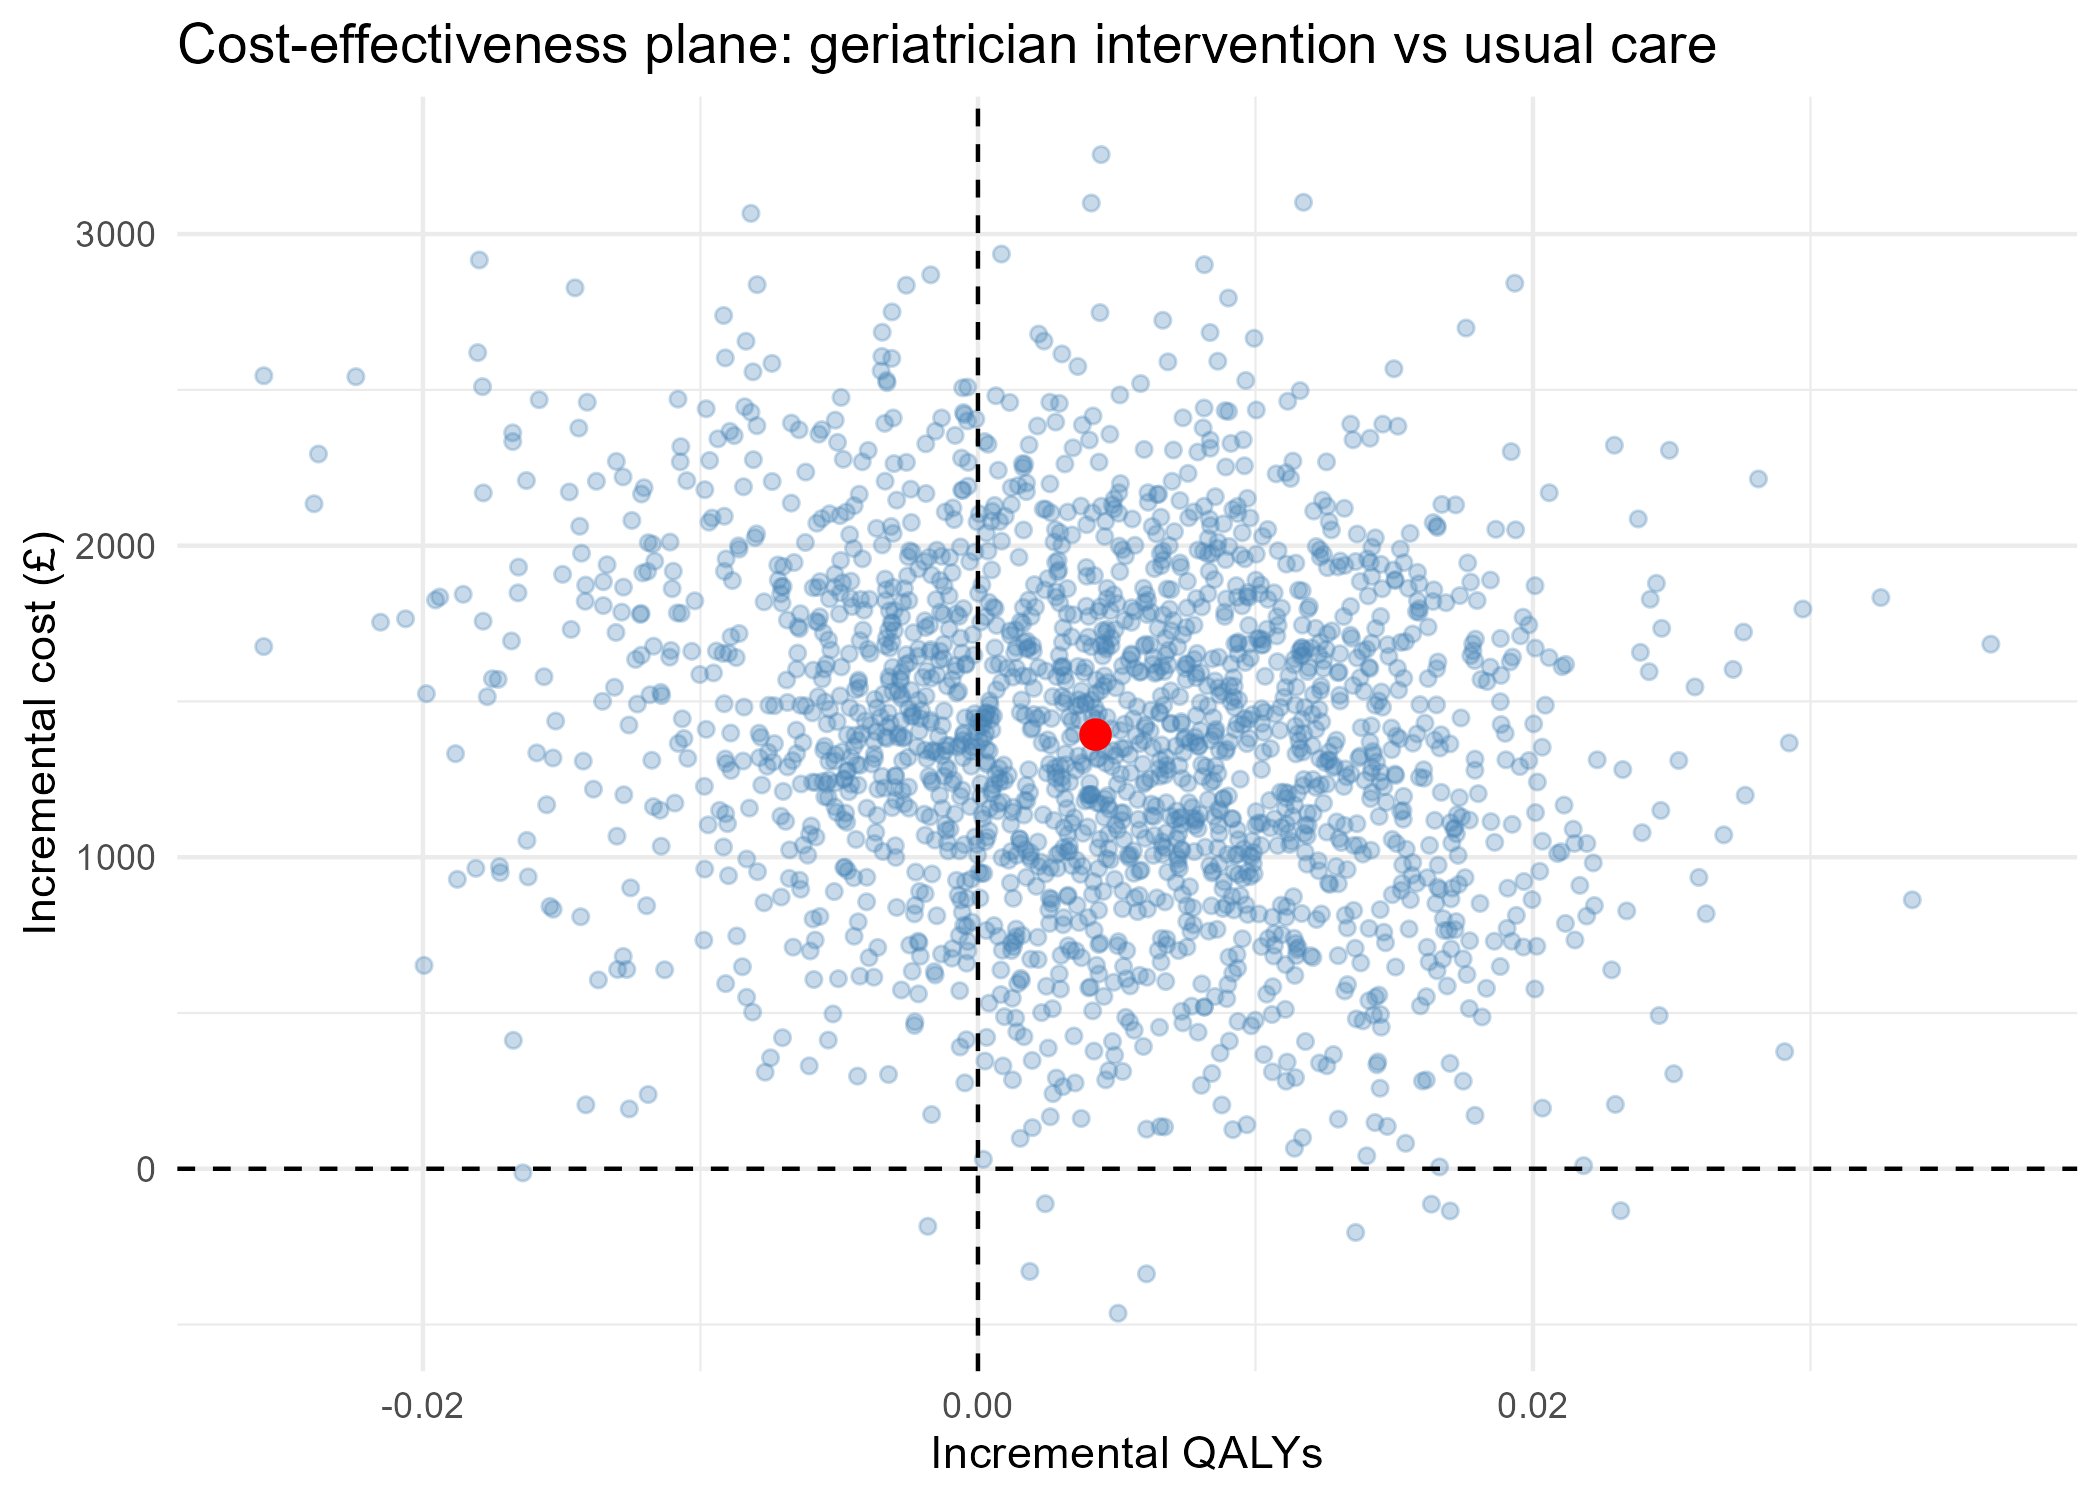 Cost-effectiveness plane: geriatrician intervention vs usual care
Incremental cost (£)
3000
2000
1000
0
-0.02
0.00
0.02
Incremental QALYs